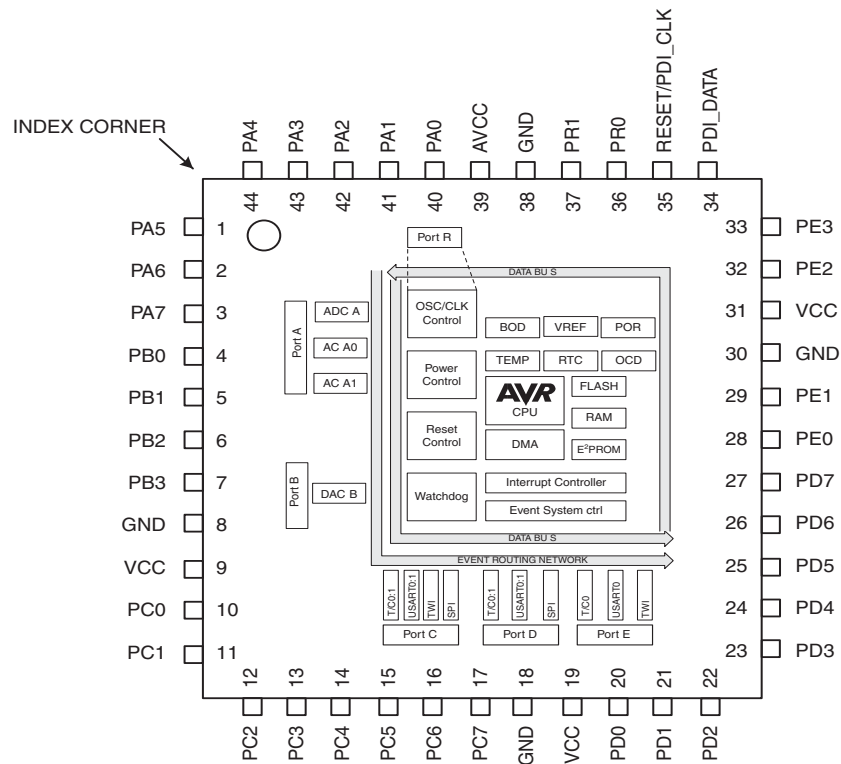 INDEX CORNER
PA4
PA3
PA2
PA1
PA0
AVCC
GND
PR1
PR0
RESET/PDI_CLK
PDI_DATA
44
43
42
41
40
39
38
37
36
35
34
PA5 1
PA6 2
PA7 3
PB0 4
PB1 5
PB2 6
PB3 7
GND 8
VCC 9
PC0 10
PC1 11
33 PE3
32 PE2
31 VCC
30 GND
29 PE1
28 PE0
27 PD7
26 PD6
25 PD5
24 PD4
23 PD3
Port R
DATA BU S
OSC/CLK
Control
Port A
ADC A
AC A0
AC A1
BOD
VREF
POR
Power
Control
TEMP
RTC
OCD
AVR
CPU
FLASH
RAM
Reset
Control
DMA
E²PROM
Port B
DAC B
Watchdog
Interrupt Controller
Event System ctrl
DATA BU S
EVENT ROUTING NETWORK
T/C0:1
USART0:1
TWI
SPI
T/C0:1
USART0:1
SPI
T/C0
USART0
TWI
Port C
Port D
Port E
12
13
14
15
16
17
18
19
20
21
22
PC2
PC3
PC4
PC5
PC6
PC7
GND
VCC
PD0
PD1
PD2